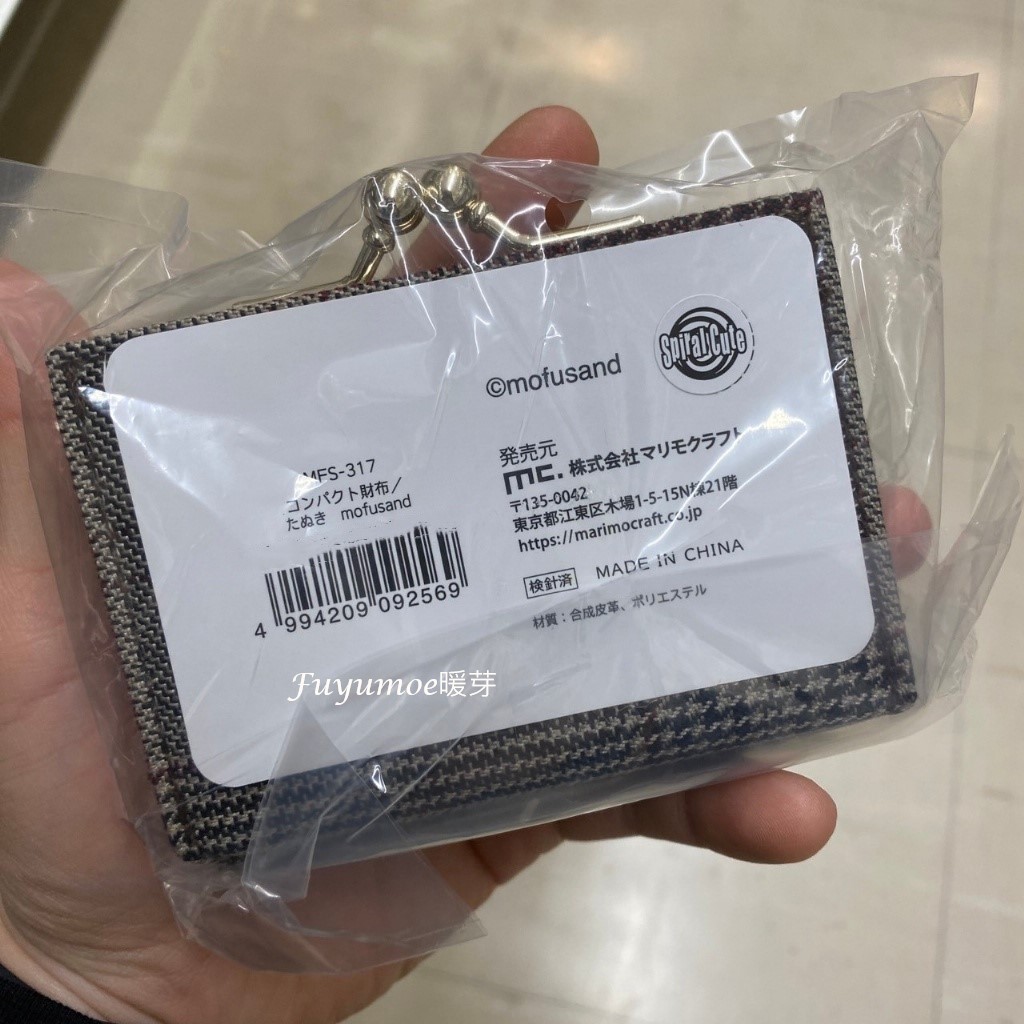 ©mofusand
Spiral Cute
MFS-317
コンパクト財布／
たぬき mofusand
4 994209 092569
発売元
mc. 株式会社マリモクラフト
〒135-0042
東京都江東区木場1-5-15N棟21階
https://marimocraft.co.jp
検針済 MADE IN CHINA
材質：合成皮革、ポリエステル
Fuyumoe暖芽